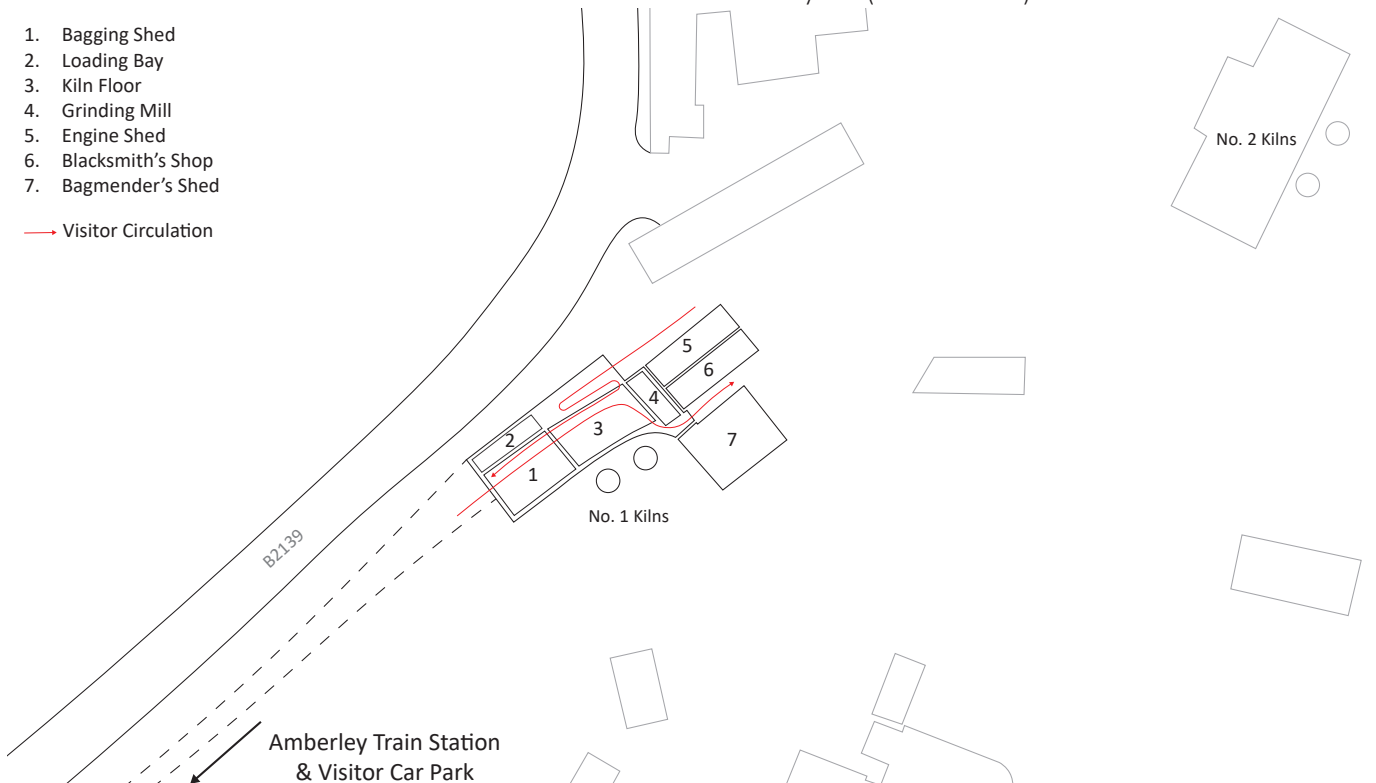 1. Bagging Shed
2. Loading Bay
3. Kiln Floor
4. Grinding Mill
5. Engine Shed
6. Blacksmith's Shop
7. Bagmender's Shed
Visitor Circulation
No. 2 Kilns
5
6
4
3
2
7
1
No. 1 Kilns
B2139
Amberley Train Station
& Visitor Car Park